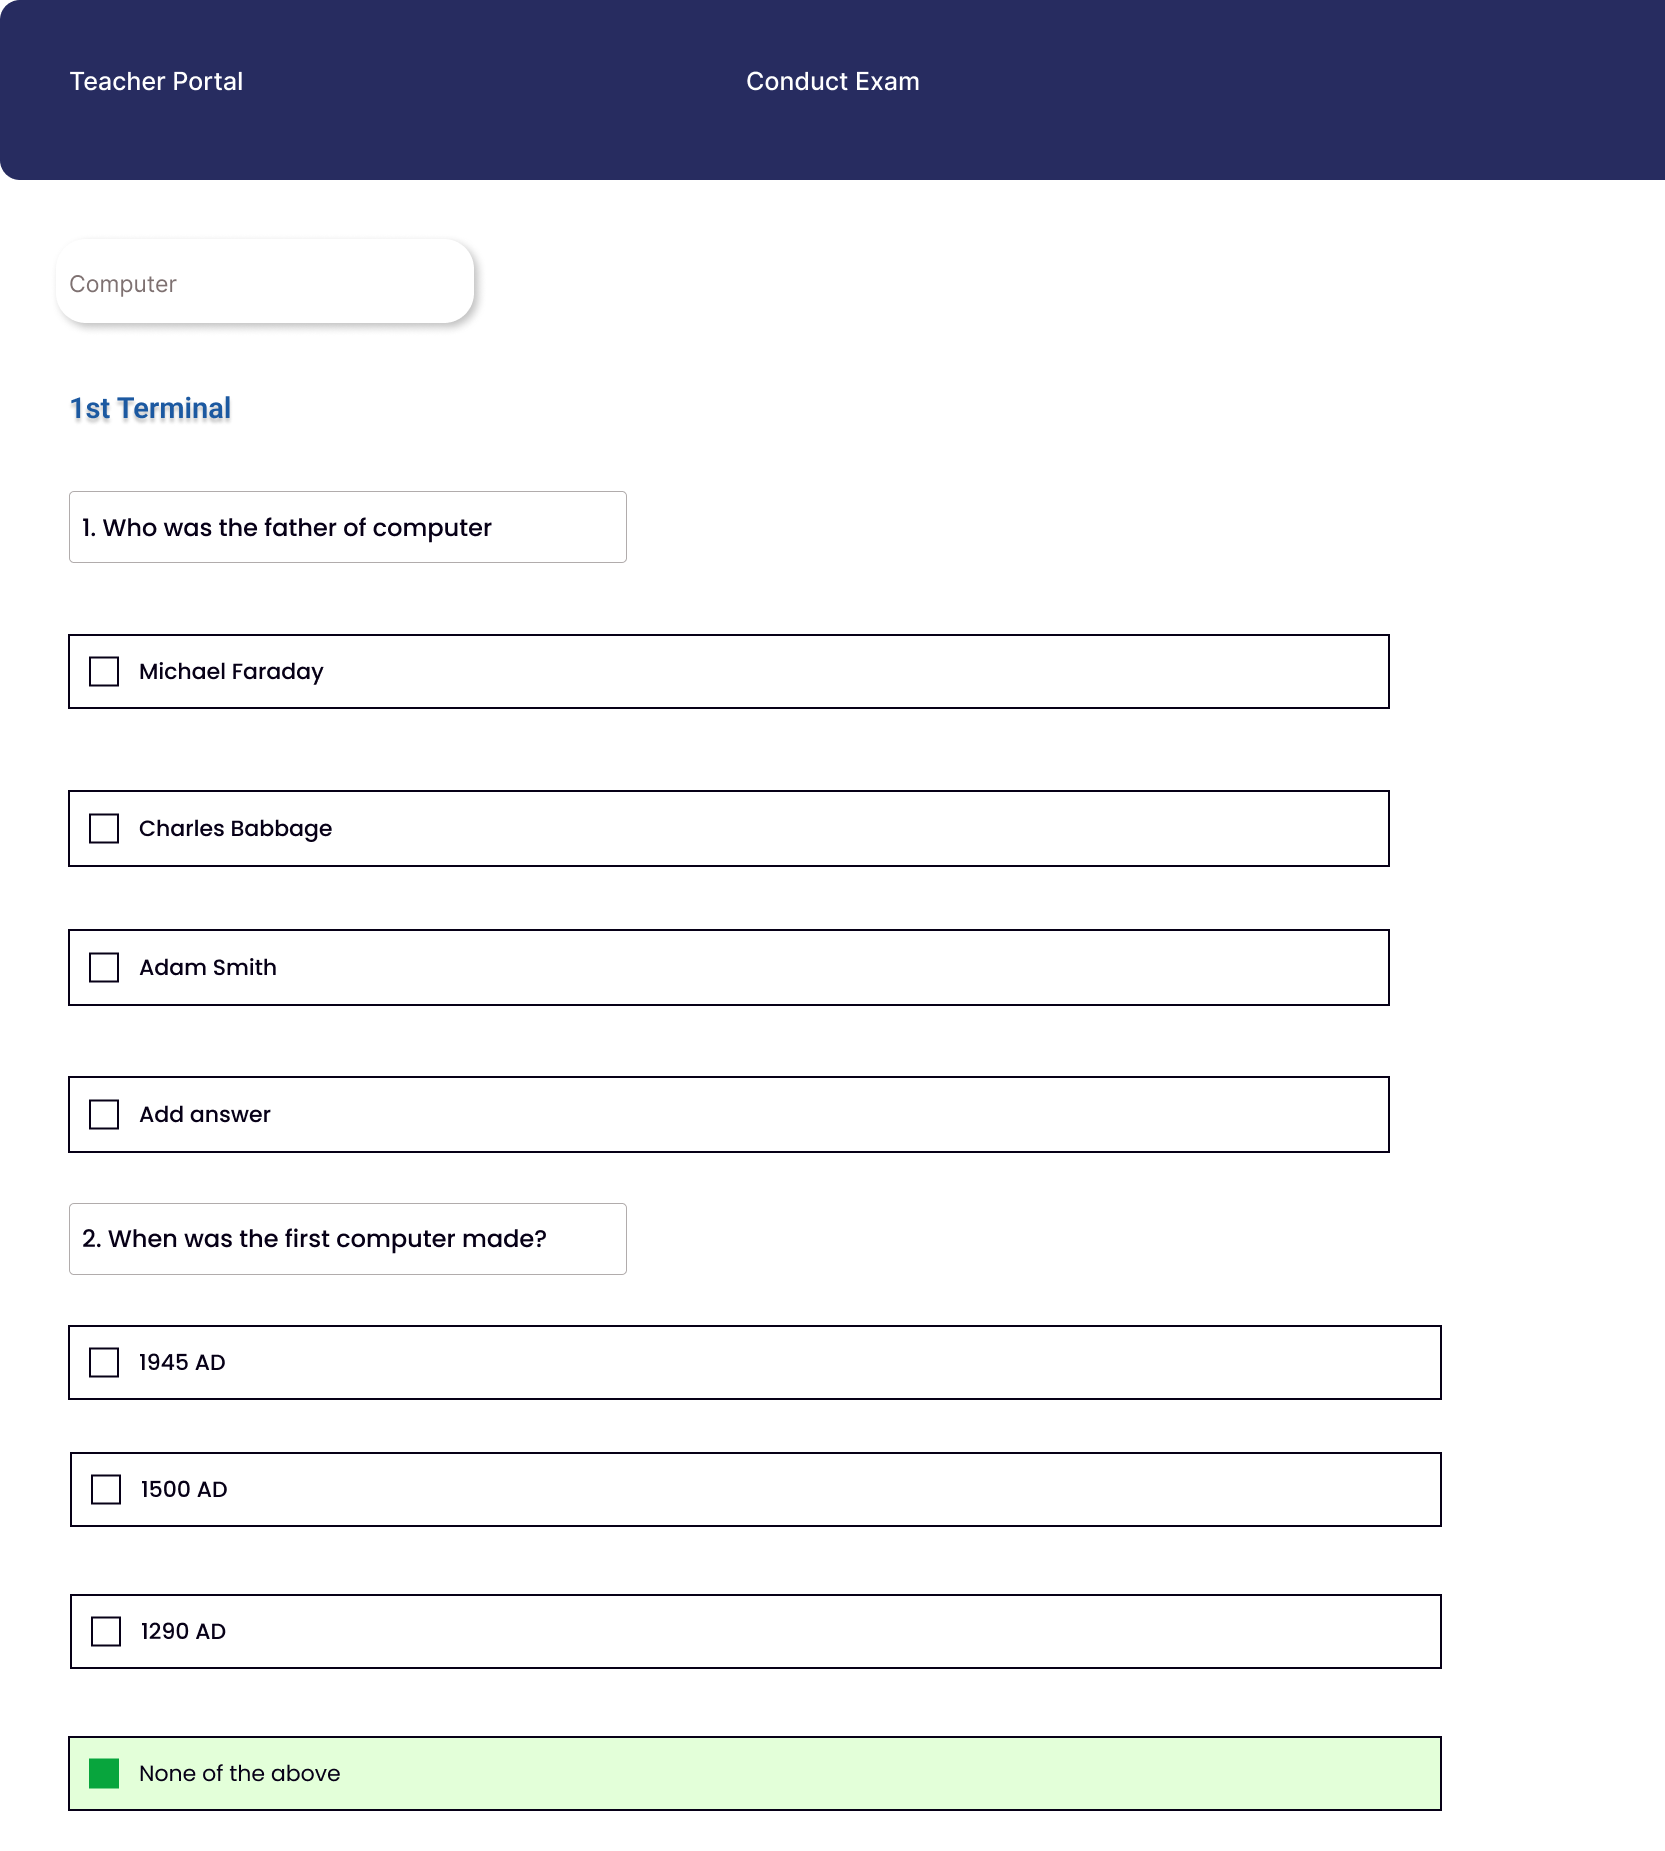 Teacher Portal
Conduct Exam
Computer
1st Terminal
1. Who was the father of computer
Michael Faraday
Charles Babbage
Adam Smith
Add answer
2. When was the first computer made?
1945 AD
1500 AD
1290 AD
None of the above